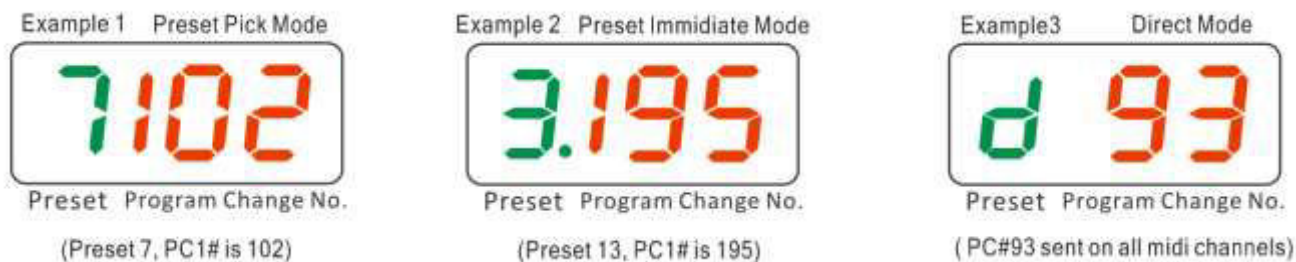 Example 1 Preset Pick Mode
7102
Preset Program Change No.
(Preset 7, PC1# is 102)
Example 2 Preset Immidiate Mode
3.195
Preset Program Change No.
(Preset 13, PC1# is 195)
Example3 Direct Mode
d 93
Preset Program Change No.
( PC#93 sent on all midi channels)